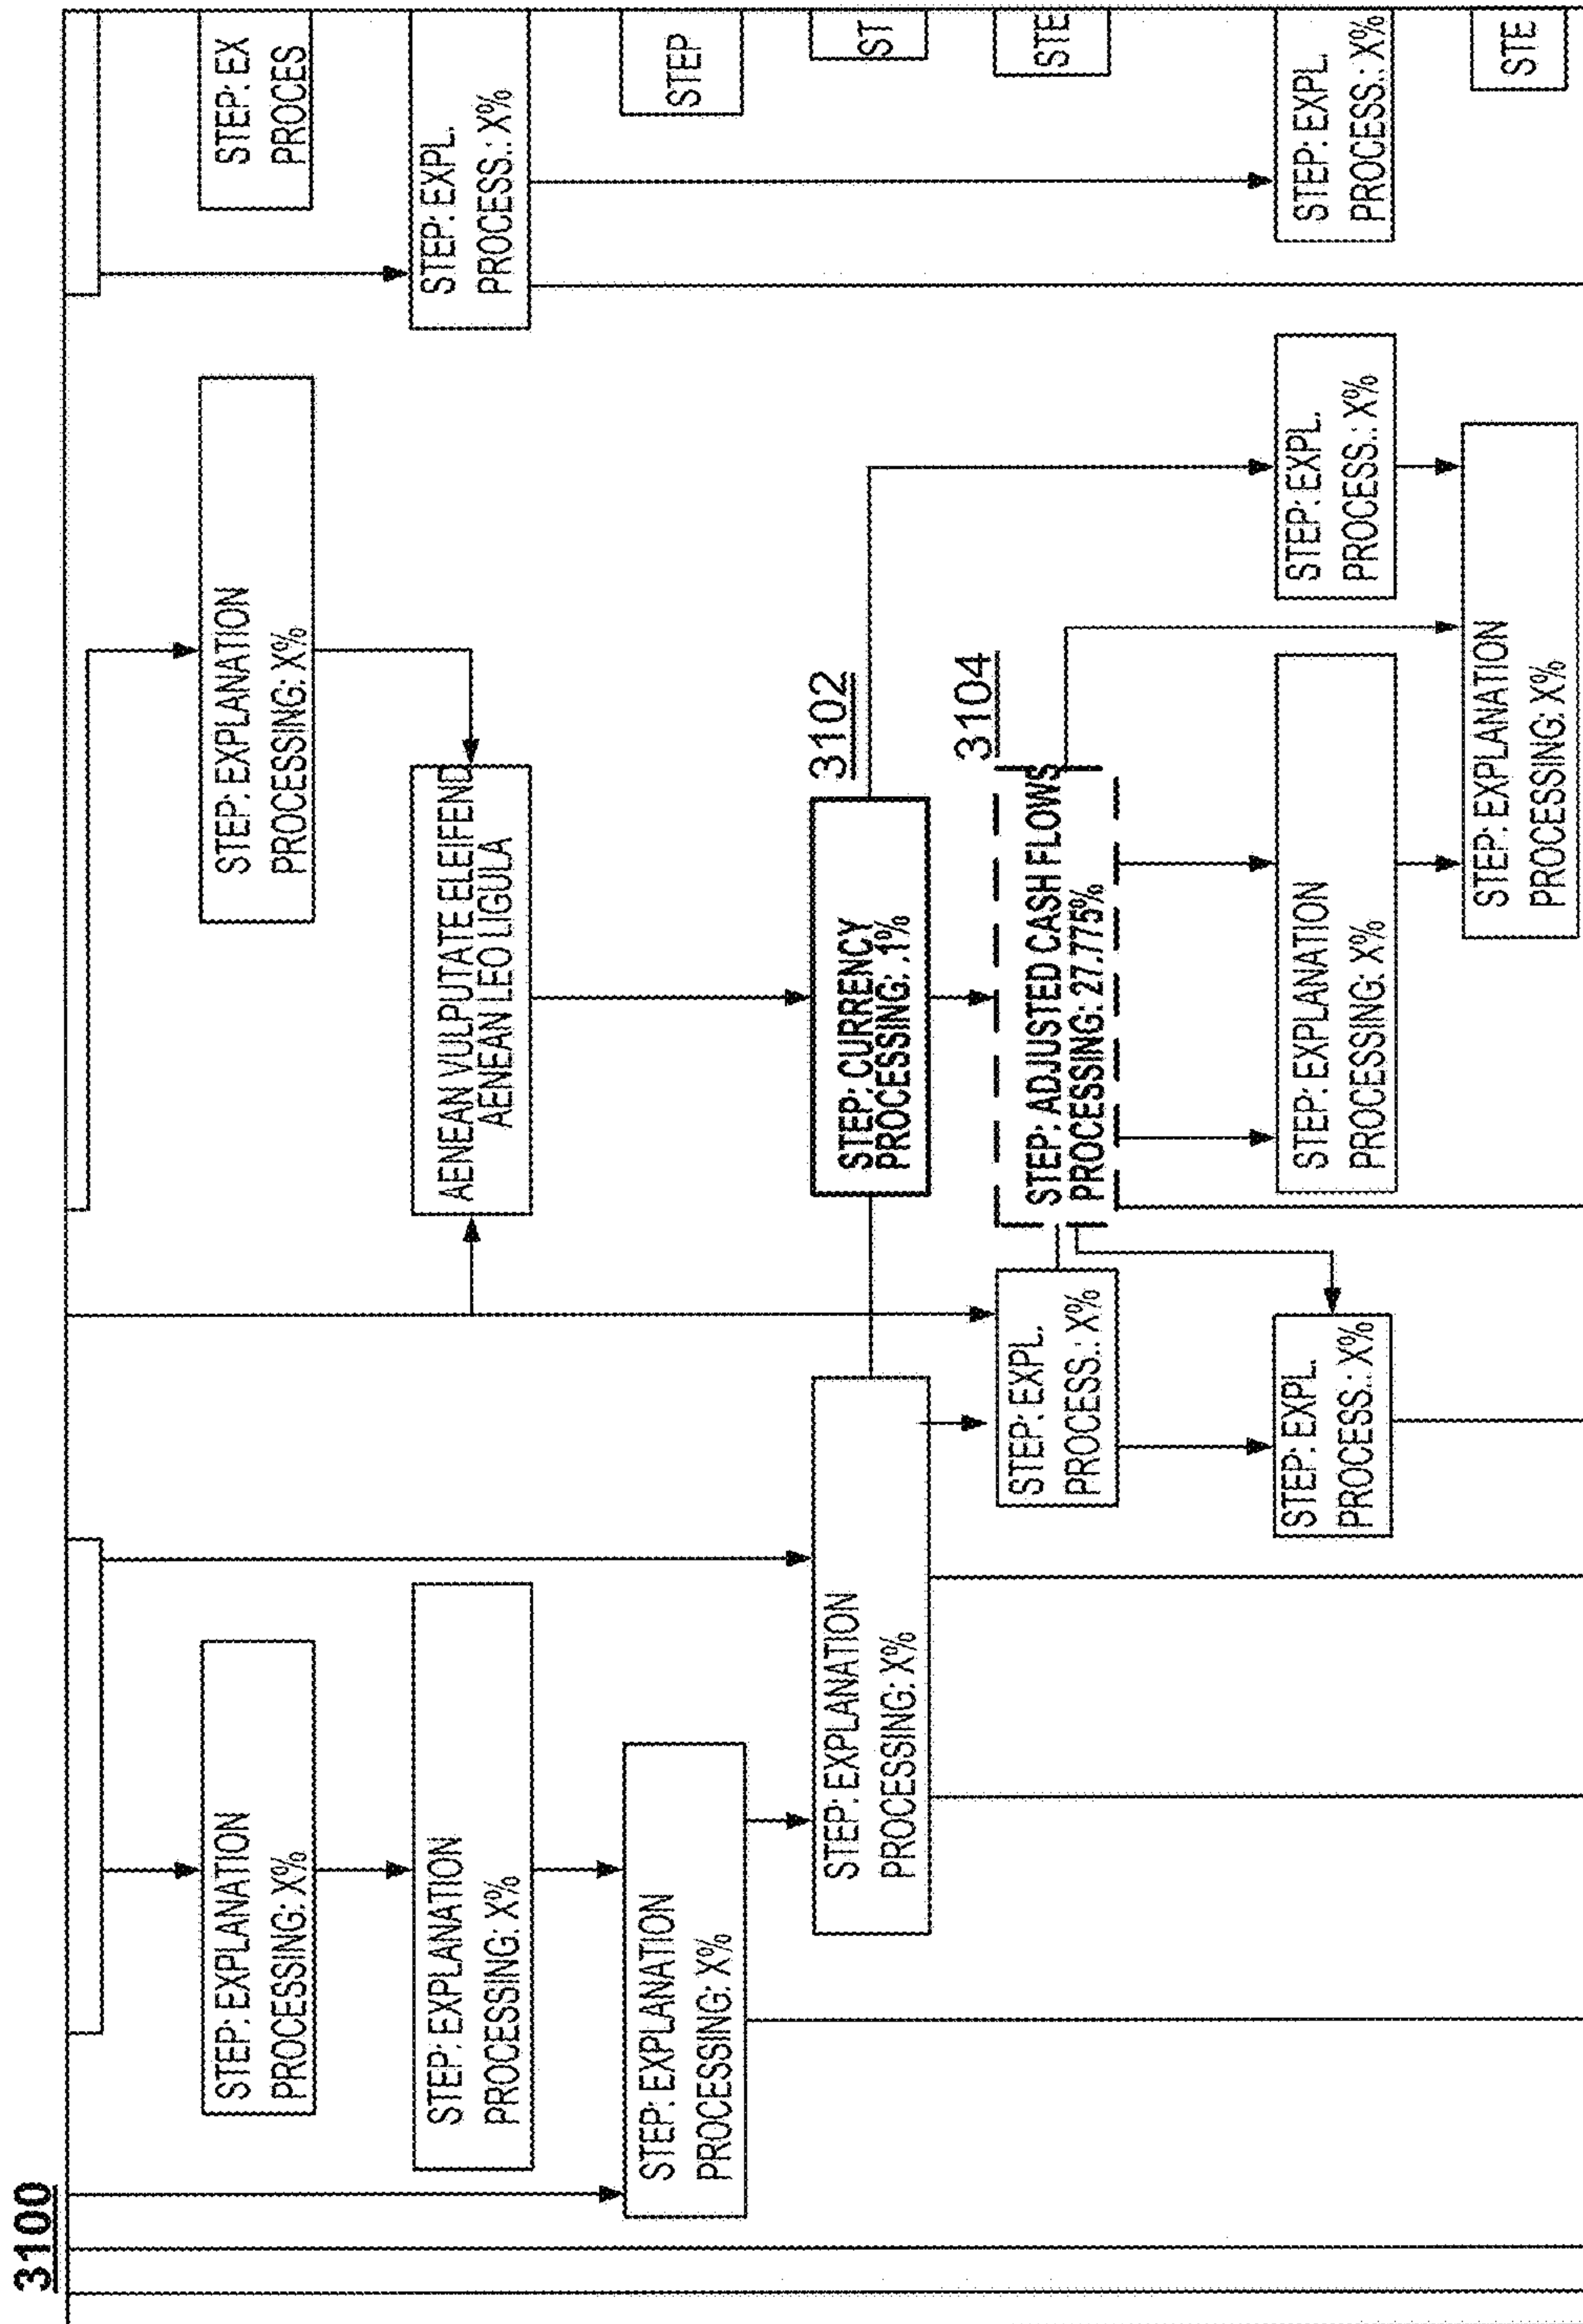 3100
STEP: EXPLANATION
PROCESSING: X%
STEP: EXPLANATION
PROCESSING: X%
STEP: EX
PROCES
STEP: EXPLANATION
PROCESSING: X%
AENEAN VULPUTATE ELEIFEND
AENEAN LEO LIGULA
STEP: EXPL.
PROCESS.: X%
STEP: EXPLANATION
PROCESSING: X%
STEP
STEP: EXPLANATION
PROCESSING: X%
STEP: CURRENCY
PROCESSING: .1%
3102
ST
STEP: EXPL.
PROCESS.: X%
STEP: ADJUSTED CASH FLOWS
PROCESSING: 27.775%
3104
STE
STEP: EXPL.
PROCESS.: X%
STEP: EXPLANATION
PROCESSING: X%
STEP: EXPL.
PROCESS.: X%
STEP: EXPL.
PROCESS.: X%
STEP: EXPLANATION
PROCESSING: X%
STE